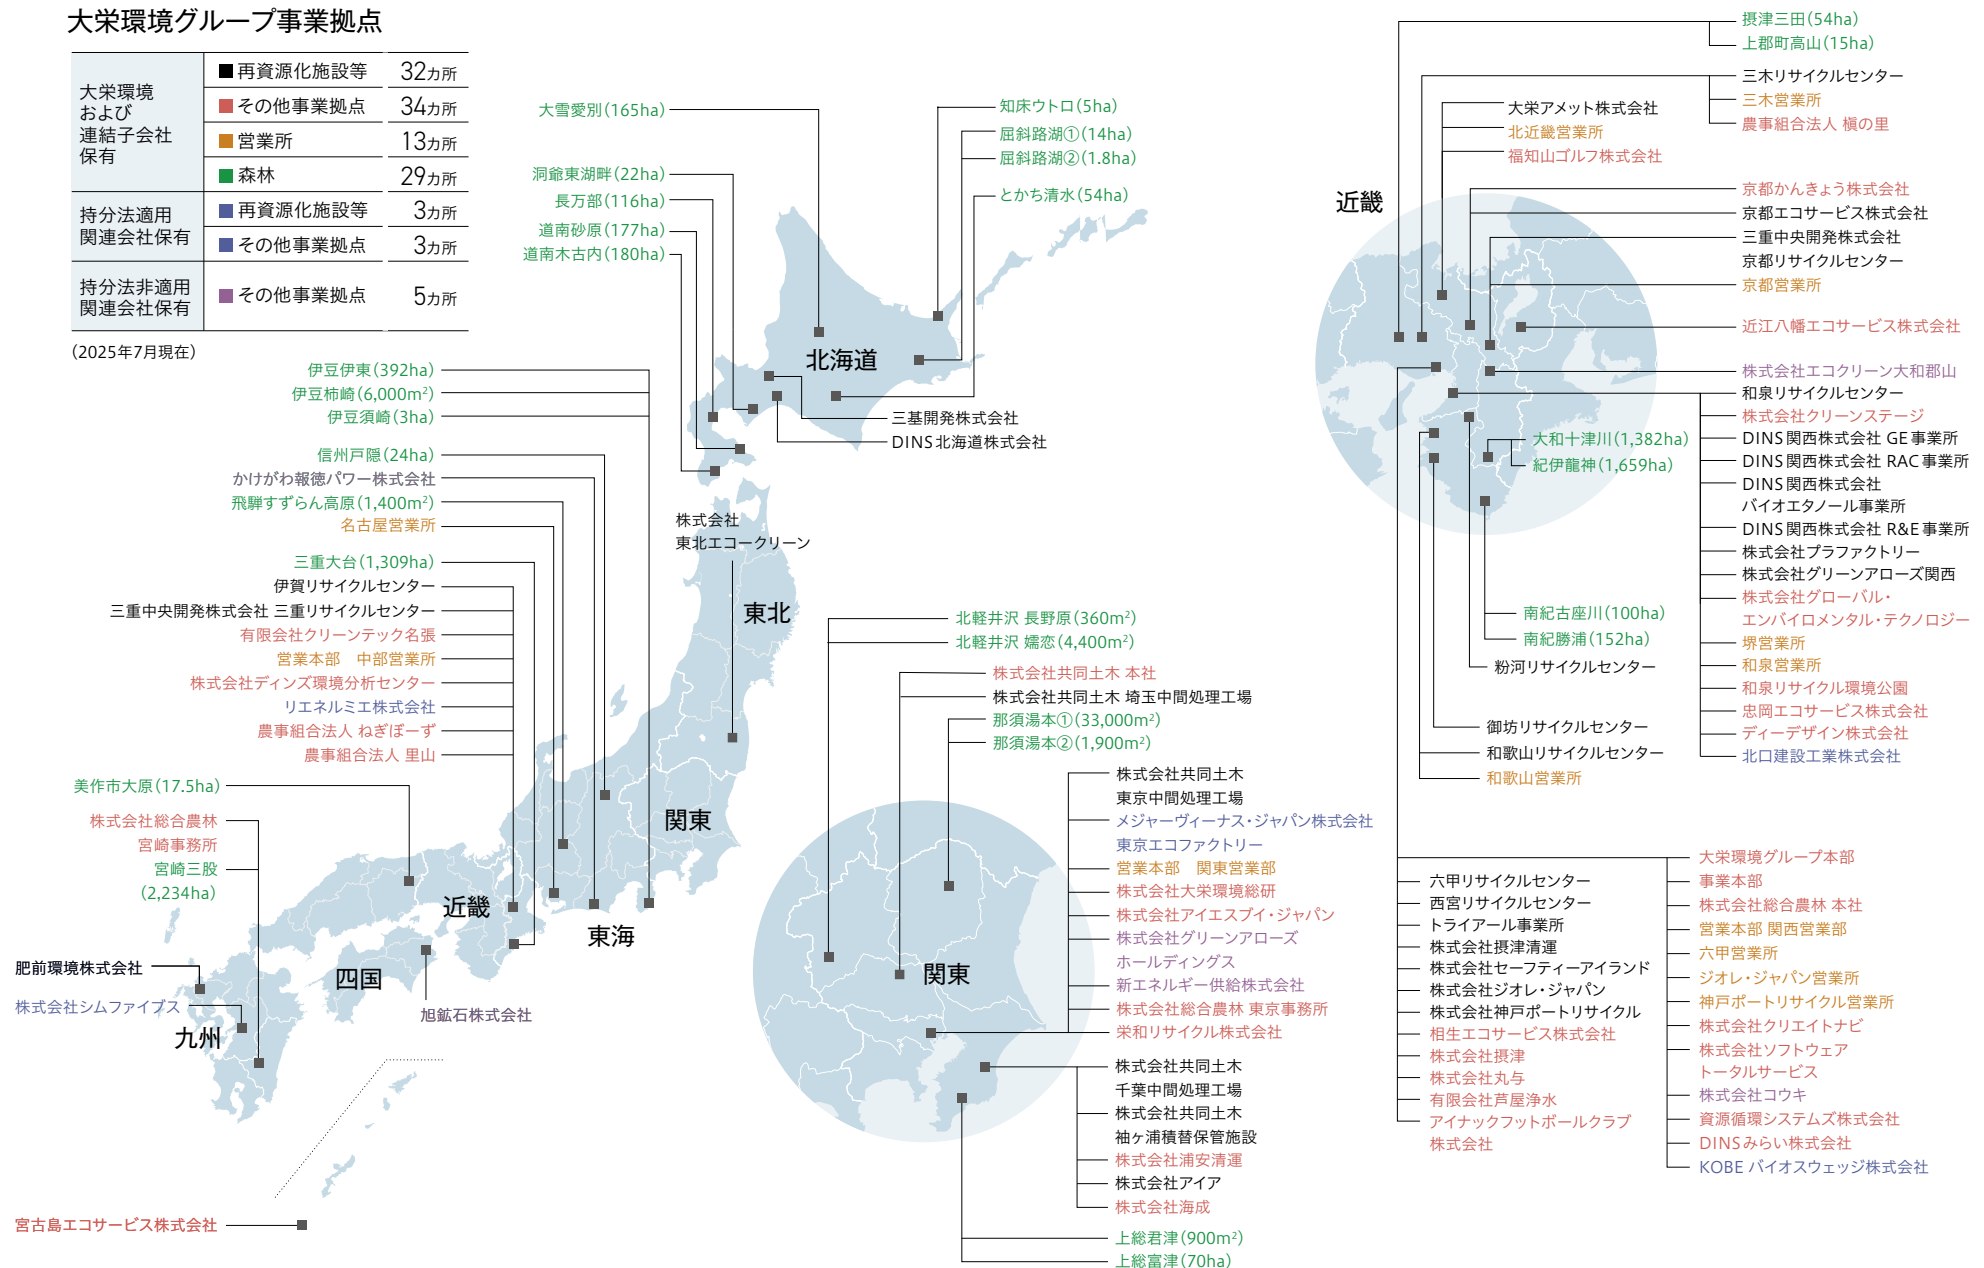 大栄環境グループ事業拠点
大栄環境
および
連結子会社
保有
再資源化施設等 32カ所
その他事業拠点 34カ所
営業所 13カ所
森林 29カ所
持分法適用
関連会社保有
再資源化施設等 3カ所
その他事業拠点 3カ所
持分法非適用
関連会社保有
その他事業拠点 5カ所
(2025年7月現在)
大雪愛別(165ha)
洞爺東湖畔(22ha)
長万部(116ha)
道南砂原(177ha)
道南木古内(180ha)
知床ウトロ(5ha)
屈斜路湖①(14ha)
屈斜路湖②(1.8ha)
とかち清水(54ha)
北海道
三基開発株式会社
DINS北海道株式会社
伊豆伊東(392ha)
伊豆柿崎(6,000m²)
伊豆須崎(3ha)
信州戸隠(24ha)
かけがわ報徳パワー株式会社
飛騨すずらん高原(1,400m²)
名古屋営業所
三重大台(1,309ha)
伊賀リサイクルセンター
三重中央開発株式会社 三重リサイクルセンター
有限会社クリーンテック名張
営業本部　中部営業所
株式会社ディンズ環境分析センター
リエネルミエ株式会社
農事組合法人 ねぎぼーず
農事組合法人 里山
株式会社
東北エコークリーン
東北
関東
近畿
東海
四国
九州
美作市大原(17.5ha)
株式会社総合農林
宮崎事務所
宮崎三股
(2,234ha)
肥前環境株式会社
株式会社シムファイブス
旭鉱石株式会社
宮古島エコサービス株式会社
北軽井沢 長野原(360m²)
北軽井沢 嬬恋(4,400m²)
株式会社共同土木 本社
株式会社共同土木 埼玉中間処理工場
那須湯本①(33,000m²)
那須湯本②(1,900m²)
関東
株式会社共同土木
東京中間処理工場
メジャーヴィーナス・ジャパン株式会社
東京エコファクトリー
営業本部　関東営業部
株式会社大栄環境総研
株式会社アイエスブイ・ジャパン
株式会社グリーンアローズ
ホールディングス
新エネルギー供給株式会社
株式会社総合農林 東京事務所
栄和リサイクル株式会社
株式会社共同土木
千葉中間処理工場
株式会社共同土木
袖ヶ浦積替保管施設
株式会社浦安清運
株式会社アイア
株式会社海成
上総君津(900m²)
上総富津(70ha)
近畿
摂津三田(54ha)
上郡町高山(15ha)
三木リサイクルセンター
三木営業所
農事組合法人 槇の里
大栄アメット株式会社
北近畿営業所
福知山ゴルフ株式会社
京都かんきょう株式会社
京都エコサービス株式会社
三重中央開発株式会社
京都リサイクルセンター
京都営業所
近江八幡エコサービス株式会社
株式会社エコクリーン大和郡山
和泉リサイクルセンター
株式会社クリーンステージ
DINS関西株式会社 GE事業所
DINS関西株式会社 RAC事業所
DINS関西株式会社
バイオエタノール事業所
DINS関西株式会社 R&E事業所
株式会社プラファクトリー
株式会社グリーンアローズ関西
株式会社グローバル・
エンバイロメンタル・テクノロジー
堺営業所
和泉営業所
和泉リサイクル環境公園
忠岡エコサービス株式会社
ディーデザイン株式会社
北口建設工業株式会社
大和十津川(1,382ha)
紀伊龍神(1,659ha)
南紀古座川(100ha)
南紀勝浦(152ha)
粉河リサイクルセンター
御坊リサイクルセンター
和歌山リサイクルセンター
和歌山営業所
六甲リサイクルセンター
西宮リサイクルセンター
トライアール事業所
株式会社摂津清運
株式会社セーフティーアイランド
株式会社ジオレ・ジャパン
株式会社神戸ポートリサイクル
相生エコサービス株式会社
株式会社摂津
株式会社丸与
有限会社芦屋浄水
アイナックフットボールクラブ
株式会社
大栄環境グループ本部
事業本部
株式会社総合農林 本社
営業本部 関西営業部
六甲営業所
ジオレ・ジャパン営業所
神戸ポートリサイクル営業所
株式会社クリエイトナビ
株式会社ソフトウェア
トータルサービス
株式会社コウキ
資源循環システムズ株式会社
DINSみらい株式会社
KOBE バイオスウェッジ株式会社